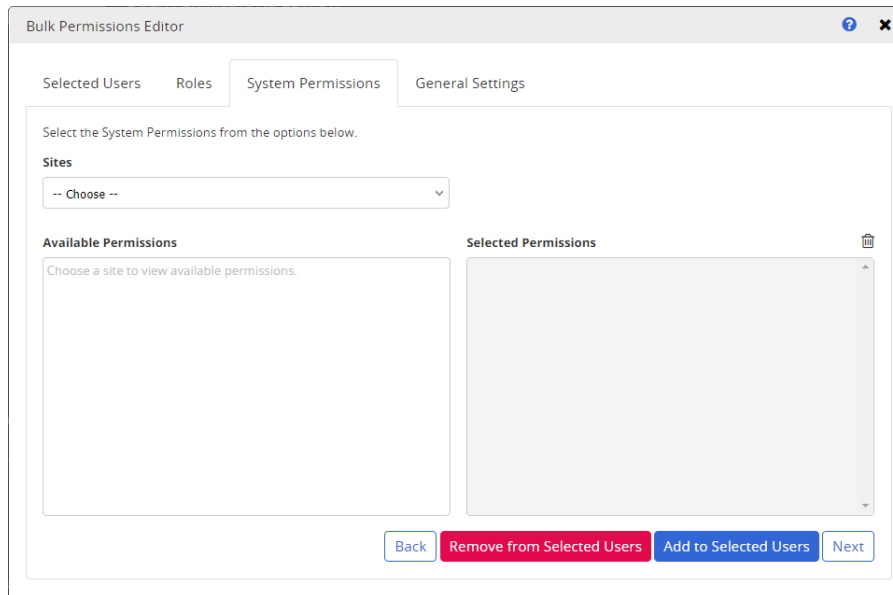 Bulk Permissions Editor
Selected Users Roles System Permissions General Settings
Select the System Permissions from the options below.
Sites
-- Choose --
Available Permissions Selected Permissions
Choose a site to view available permissions.
Back Remove from Selected Users Add to Selected Users Next